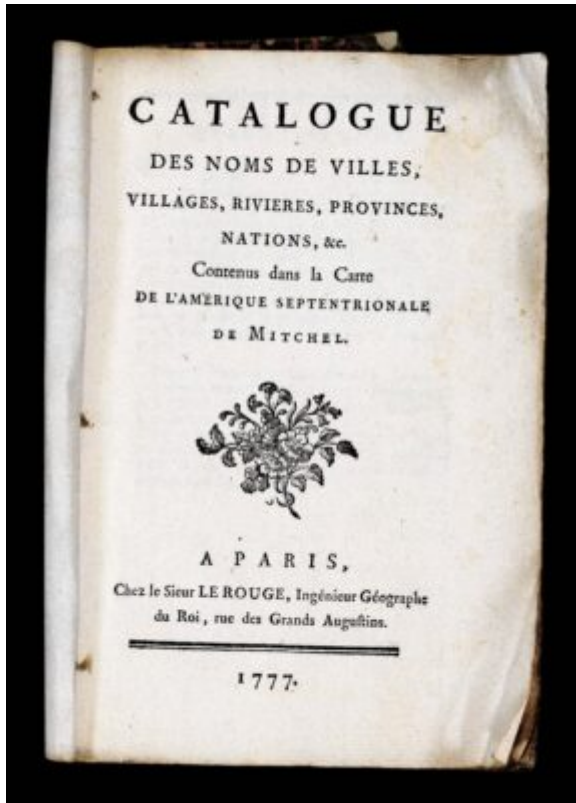 CATALOGUE
DES NOMS DE VILLES,
VILLAGES, RIVIERES, PROVINCES,
NATIONS, &c.
Contenus dans la Carte
DE L'AMERIQUE SEPTENTRIONALE
DE MITCHEL.
A PARIS,
Chez le Sieur LE ROUGE, Ingénieur Géographe
du Roi, rue des Grands Auguſtins.
1777.